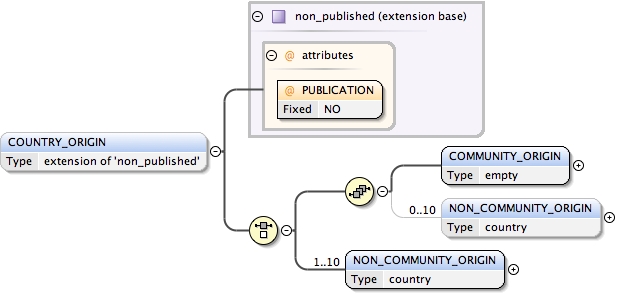 non_published (extension base)
@ attributes
@ PUBLICATION
Fixed NO
COUNTRY_ORIGIN
Type extension of 'non_published'
COMMUNITY_ORIGIN
Type empty
0..10
NON_COMMUNITY_ORIGIN
Type country
1..10
NON_COMMUNITY_ORIGIN
Type country